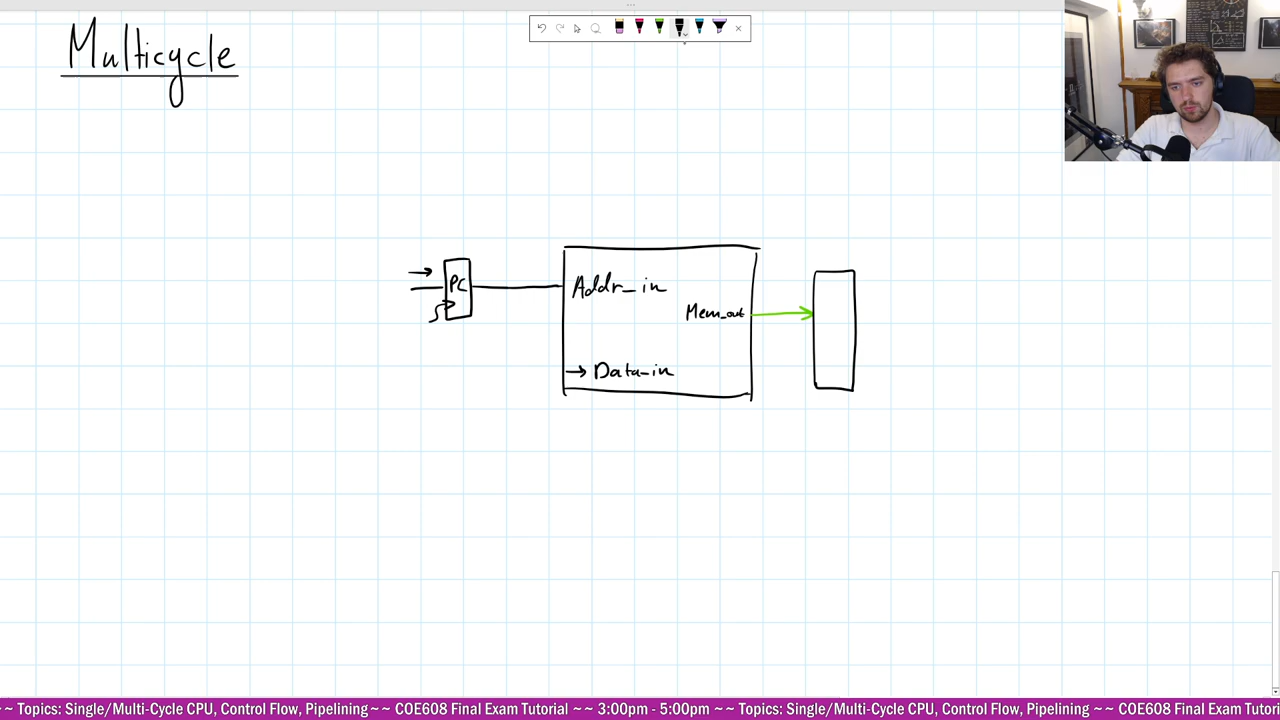 Multicycle
PC
Addr_in
Mem_out
→ Data_in
~~ Topics: Single/Multi-Cycle CPU, Control Flow, Pipelining ~~ COE608 Final Exam Tutorial ~~ 3:00pm - 5:00pm ~~ Topics: Single/Multi-Cycle CPU, Control Flow, Pipelining ~~ COE608 Final Exam Tutori